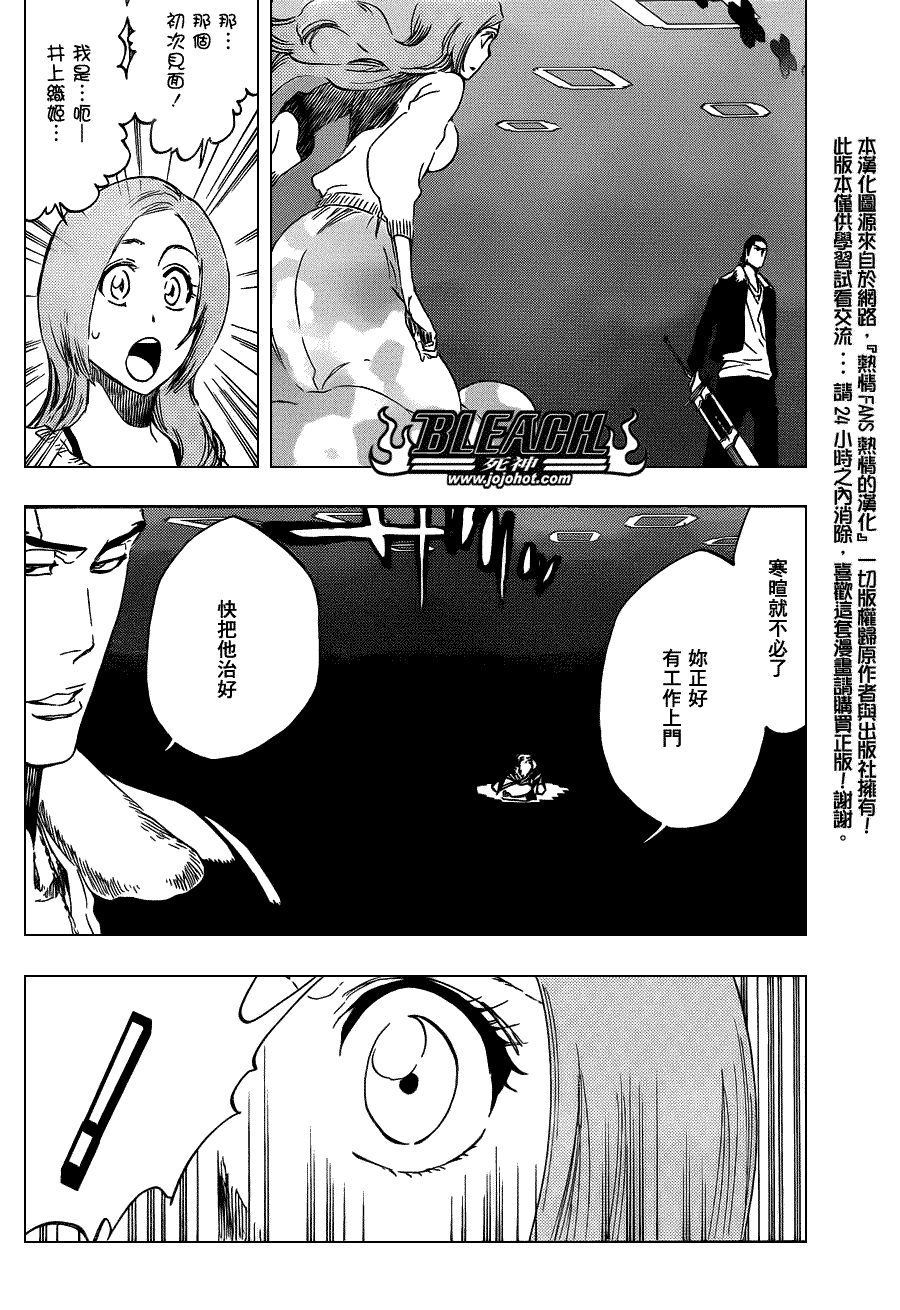 那…
那個
初次見面！
我是…呃—
井上織姬…
BLEACH
死神
www.jojohot.com
寒暄就不必了
妳正好
有工作上門
快把他治好
本漢化圖源來自於網路，『熱情FANS熱情的漢化』一切版權歸原作者與出版社擁有！
此版本僅供學習試看交流…請24小時之內消除，喜歡這套漫畫請購買正版！謝謝。